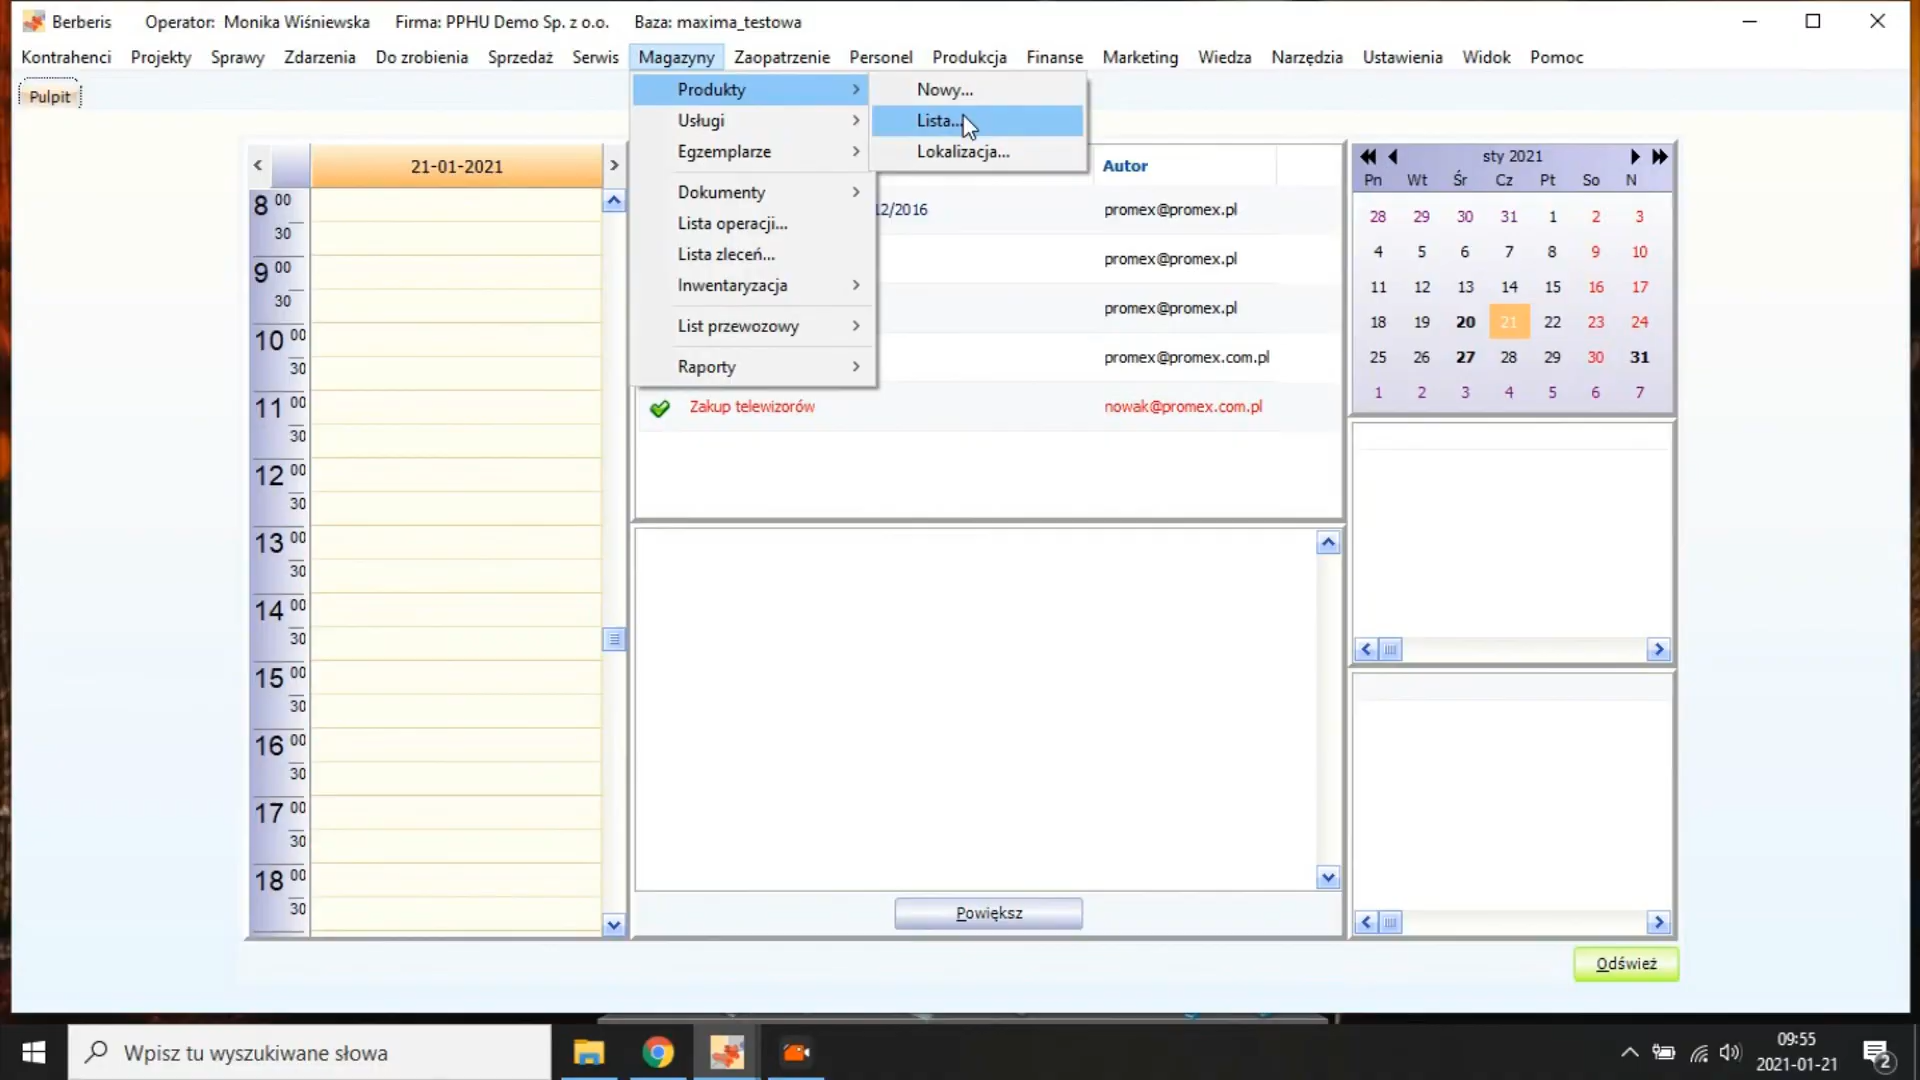 Berberis Operator: Monika Wiśniewska Firma: PPHU Demo Sp. z o.o. Baza: maxima_testowa
Kontrahenci Projekty Sprawy Zdarzenia Do zrobienia Sprzedaż Serwis Magazyny Zaopatrzenie Personel Produkcja Finanse Marketing Wiedza Narzędzia Ustawienia Widok Pomoc
Pulpit
Produkty
Usługi
Egzemplarze
Dokumenty
Lista operacji...
Lista zleceń...
Inwentaryzacja
List przewozowy
Raporty
Nowy...
Lista...
Lokalizacja...
21-01-2021
8 00
30
9 00
30
10 00
30
11 00
30
12 00
30
13 00
30
14 00
30
15 00
30
16 00
30
17 00
30
18 00
30
Autor
12/2016 promex@promex.pl
promex@promex.pl
promex@promex.pl
promex@promex.com.pl
Zakup telewizorów nowak@promex.com.pl
Powiększ
sty 2021
Pn Wt Śr Cz Pt So N
28 29 30 31 1 2 3
4 5 6 7 8 9 10
11 12 13 14 15 16 17
18 19 20 21 22 23 24
25 26 27 28 29 30 31
1 2 3 4 5 6 7
Odśwież
Wpisz tu wyszukiwane słowa
09:55
2021-01-21
2